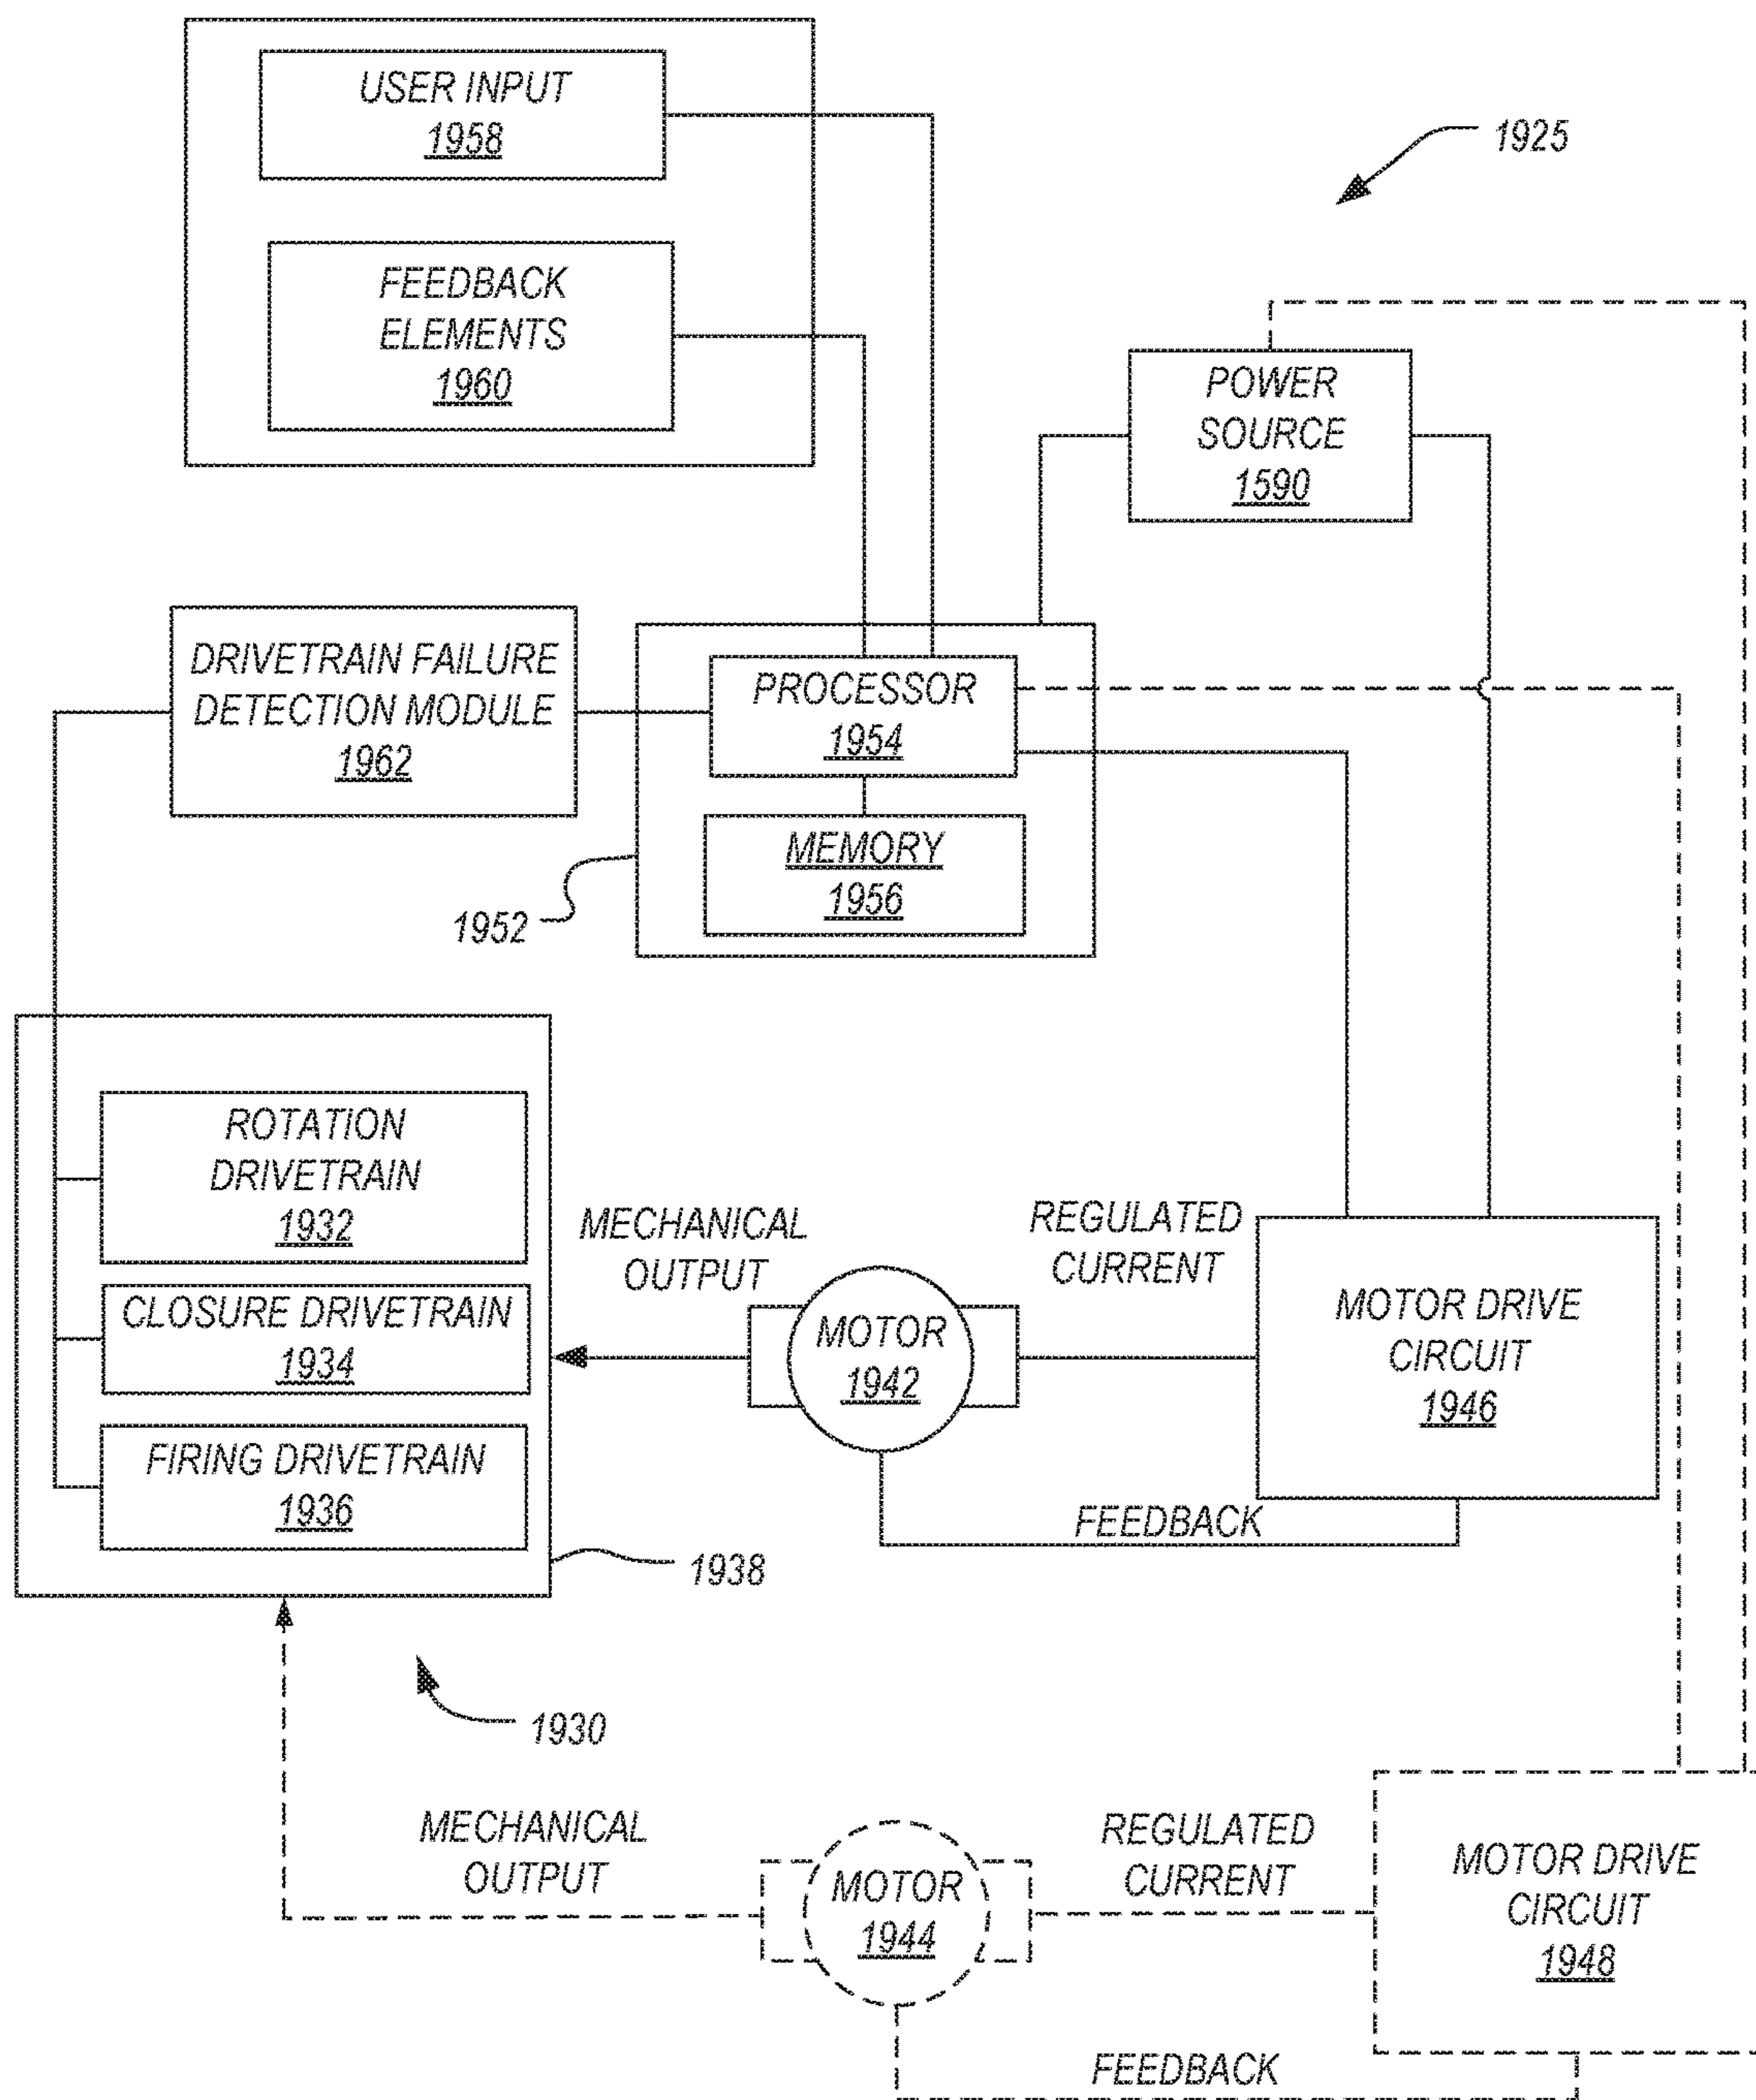 USER INPUT
1958
1925
FEEDBACK
ELEMENTS
1960
POWER
SOURCE
1590
DRIVETRAIN FAILURE
DETECTION MODULE
1962
PROCESSOR
1954
MEMORY
1956
1952
ROTATION
DRIVETRAIN
1932
CLOSURE DRIVETRAIN
1934
FIRING DRIVETRAIN
1936
1938
MECHANICAL
OUTPUT
MOTOR
1942
REGULATED
CURRENT
MOTOR DRIVE
CIRCUIT
1946
FEEDBACK
1930
MECHANICAL
OUTPUT
MOTOR
1944
REGULATED
CURRENT
MOTOR DRIVE
CIRCUIT
1948
FEEDBACK